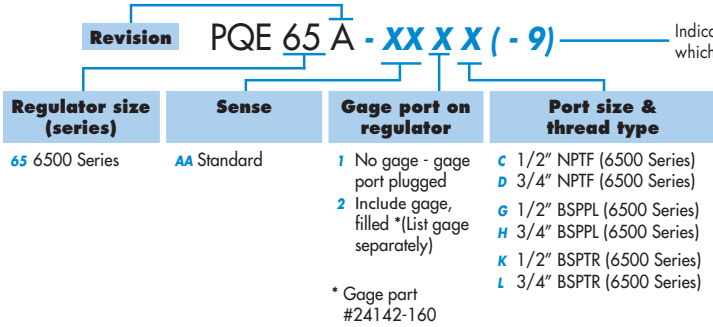 Revision PQE 65 A - XX X X ( - 9) Indica
which
Regulator size
(series)
65 6500 Series
Sense
AA Standard
Gage port on
regulator
1 No gage - gage
port plugged
2 Include gage,
filled *(List gage
separately)
* Gage part
#24142-160
Port size &
thread type
C 1/2” NPTF (6500 Series)
D 3/4” NPTF (6500 Series)
G 1/2” BSPPL (6500 Series)
H 3/4” BSPPL (6500 Series)
K 1/2” BSPTR (6500 Series)
L 3/4” BSPTR (6500 Series)